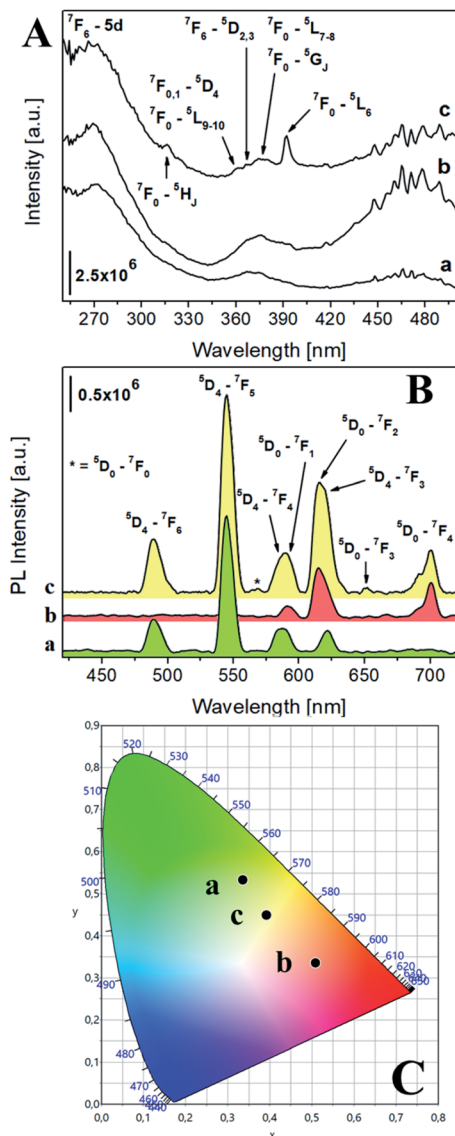 A
⁷F₆ - 5d
⁷F₆ - ⁵D₂,₃
⁷F₀ - ⁵L₇₋₈
⁷F₀ - ⁵G_J
⁷F₀,₁ - ⁵D₄
⁷F₀ - ⁵L₉₋₁₀
⁷F₀ - ⁵L₆
⁷F₀ - ⁵H_J
c
b
a
2.5x10⁶
Intensity [a.u.]
270 300 330 360 390 420 450 480
Wavelength [nm]
B
0.5x10⁶
⁵D₄ - ⁷F₅
* = ⁵D₀ - ⁷F₀
⁵D₀ - ⁷F₁
⁵D₀ - ⁷F₂
⁵D₄ - ⁷F₆
⁵D₄ - ⁷F₄
⁵D₄ - ⁷F₃
⁵D₀ - ⁷F₃
⁵D₀ - ⁷F₄
*
c
b
a
PL Intensity [a.u.]
450 500 550 600 650 700
Wavelength [nm]
0,9
0,8
0,7
0,6
0,5
y
0,4
0,3
0,2
0,1
0,0
520
530
510
540
550
560
500
570
580
590
600
610
620
630
650
490
480
470
440
a
c
b
C
y
0,0 0,1 0,2 0,3 0,4 0,5 0,6 0,7 0,8
x